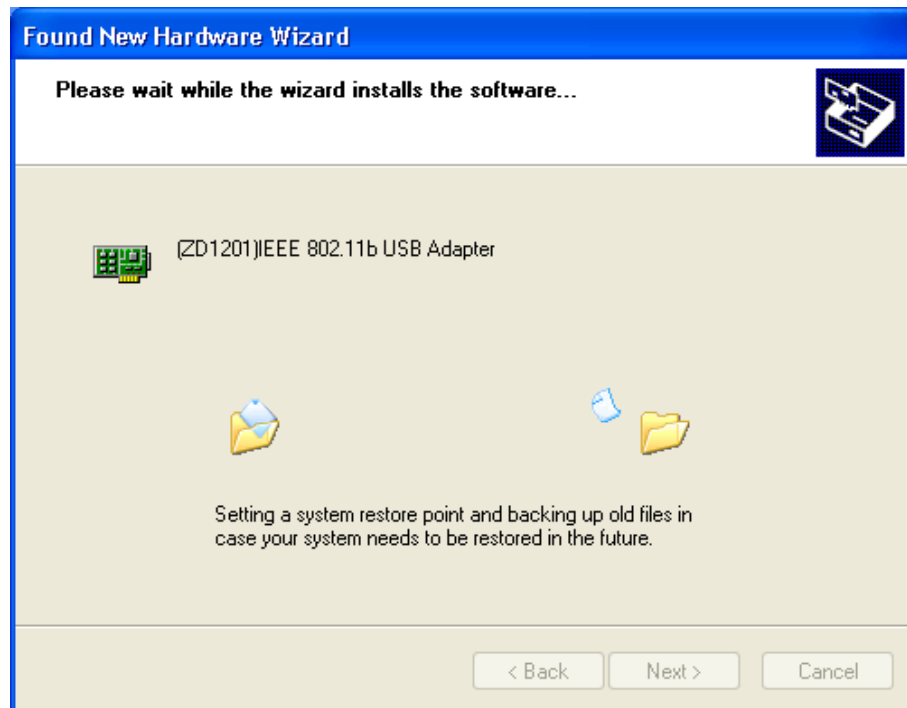 Found New Hardware Wizard
Please wait while the wizard installs the software...
(ZD1201)IEEE 802.11b USB Adapter
Setting a system restore point and backing up old files in
case your system needs to be restored in the future.
< Back
Next >
Cancel